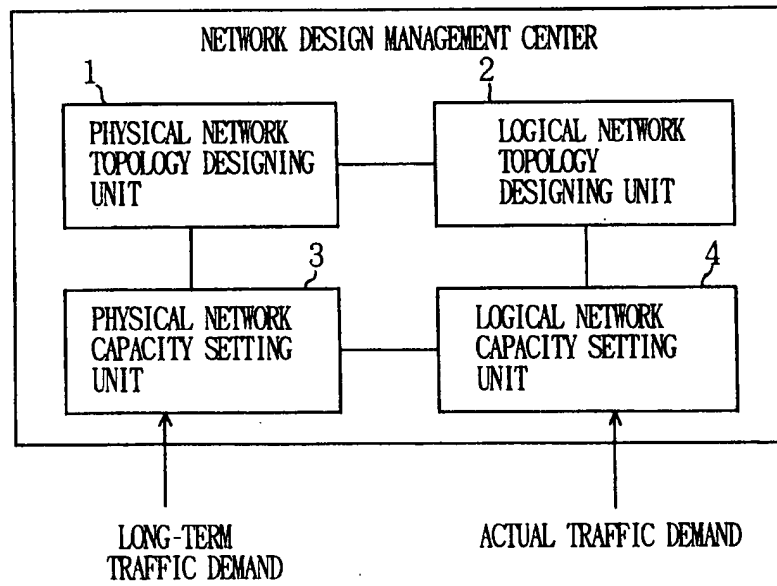 NETWORK DESIGN MANAGEMENT CENTER
1
2
PHYSICAL NETWORK
TOPOLOGY DESIGNING
UNIT
LOGICAL NETWORK
TOPOLOGY
DESIGNING UNIT
3
4
PHYSICAL NETWORK
CAPACITY SETTING
UNIT
LOGICAL NETWORK
CAPACITY SETTING
UNIT
LONG-TERM
TRAFFIC DEMAND
ACTUAL TRAFFIC DEMAND